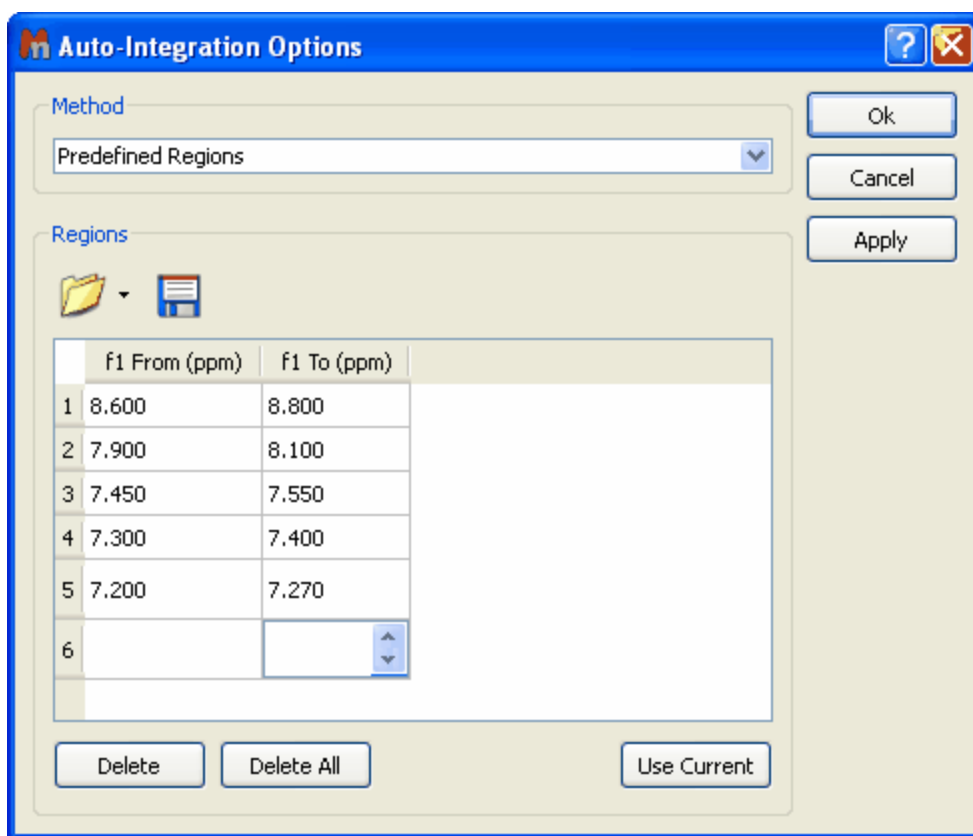 Auto-Integration Options
Method
Predefined Regions
Ok
Cancel
Apply
Regions
f1 From (ppm) f1 To (ppm)
1 8.600 8.800
2 7.900 8.100
3 7.450 7.550
4 7.300 7.400
5 7.200 7.270
6
Delete Delete All Use Current